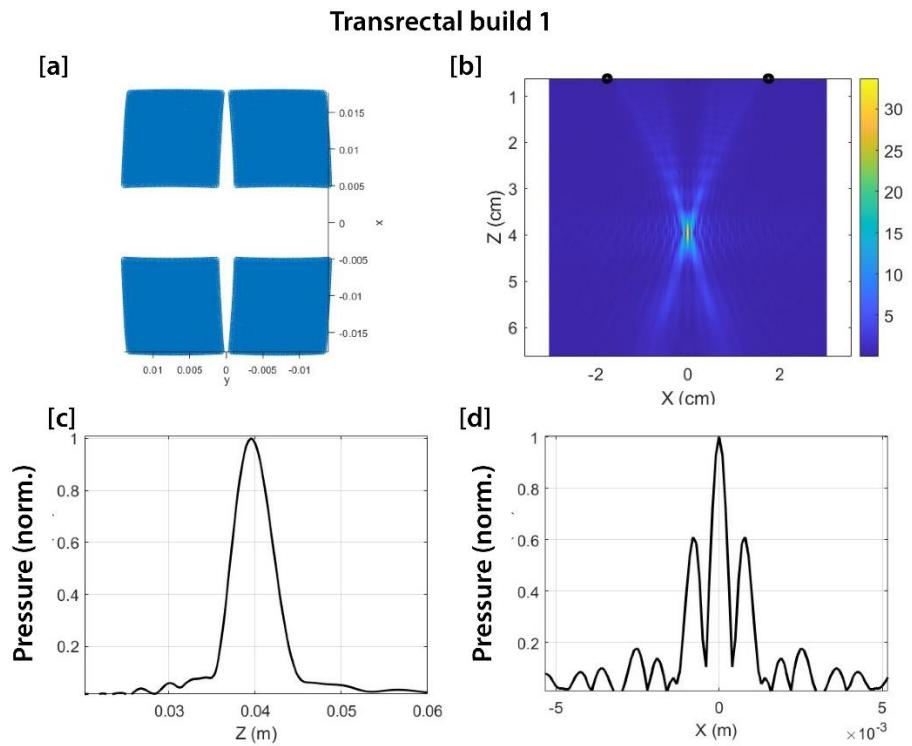 Transrectal build 1
[a]
0.015
0.01
0.005
0
x
-0.005
-0.01
-0.015
0.01 0.005 0 -0.005 -0.01
y
[b]
1
2
3
4
5
6
Z (cm)
-2 0 2
X (cm)
30
25
20
15
10
5
[c]
Pressure (norm.)
1
0.8
0.6
0.4
0.2
0.03 0.04 0.05 0.06
Z (m)
[d]
Pressure (norm.)
1
0.8
0.6
0.4
0.2
-5 0 5
X (m)
×10⁻³